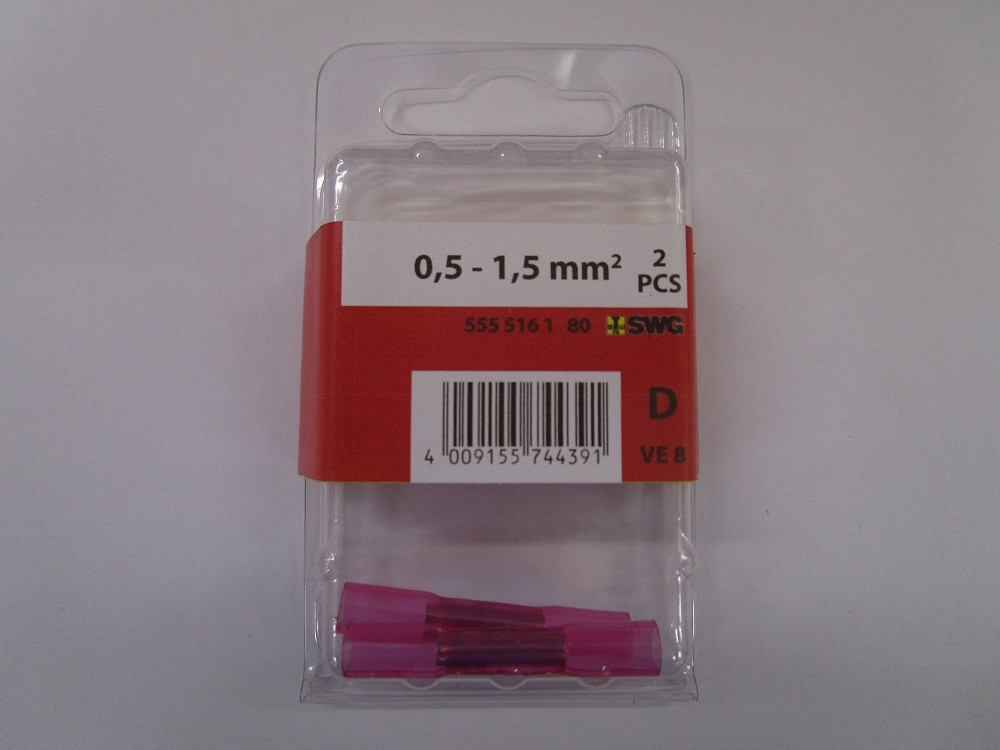 0,5 - 1,5 mm² 2 PCS
555 516 1 80 SWG
D
4 009155 744391
VE 8